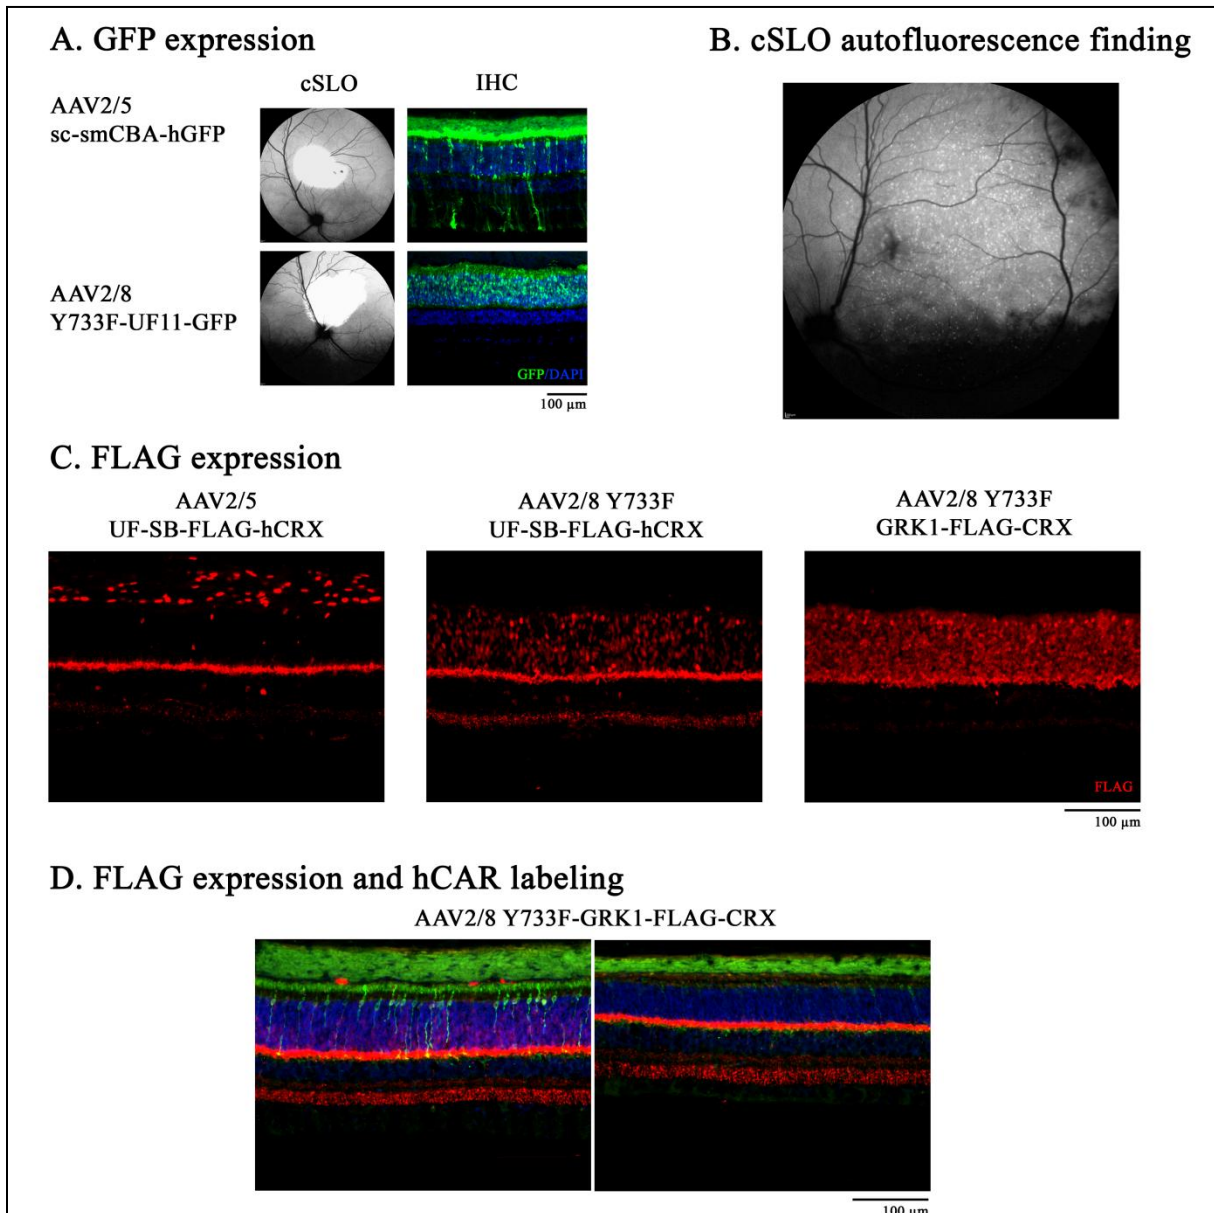 A. GFP expression
B. cSLO autofluorescence finding
cSLO
IHC
AAV2/5
sc-smCBA-hGFP
AAV2/8
Y733F-UF11-GFP
GFP/DAPI
100 µm
C. FLAG expression
AAV2/5
UF-SB-FLAG-hCRX
AAV2/8 Y733F
UF-SB-FLAG-hCRX
AAV2/8 Y733F
GRK1-FLAG-CRX
FLAG
100 µm
D. FLAG expression and hCAR labeling
AAV2/8 Y733F-GRK1-FLAG-CRX
100 µm